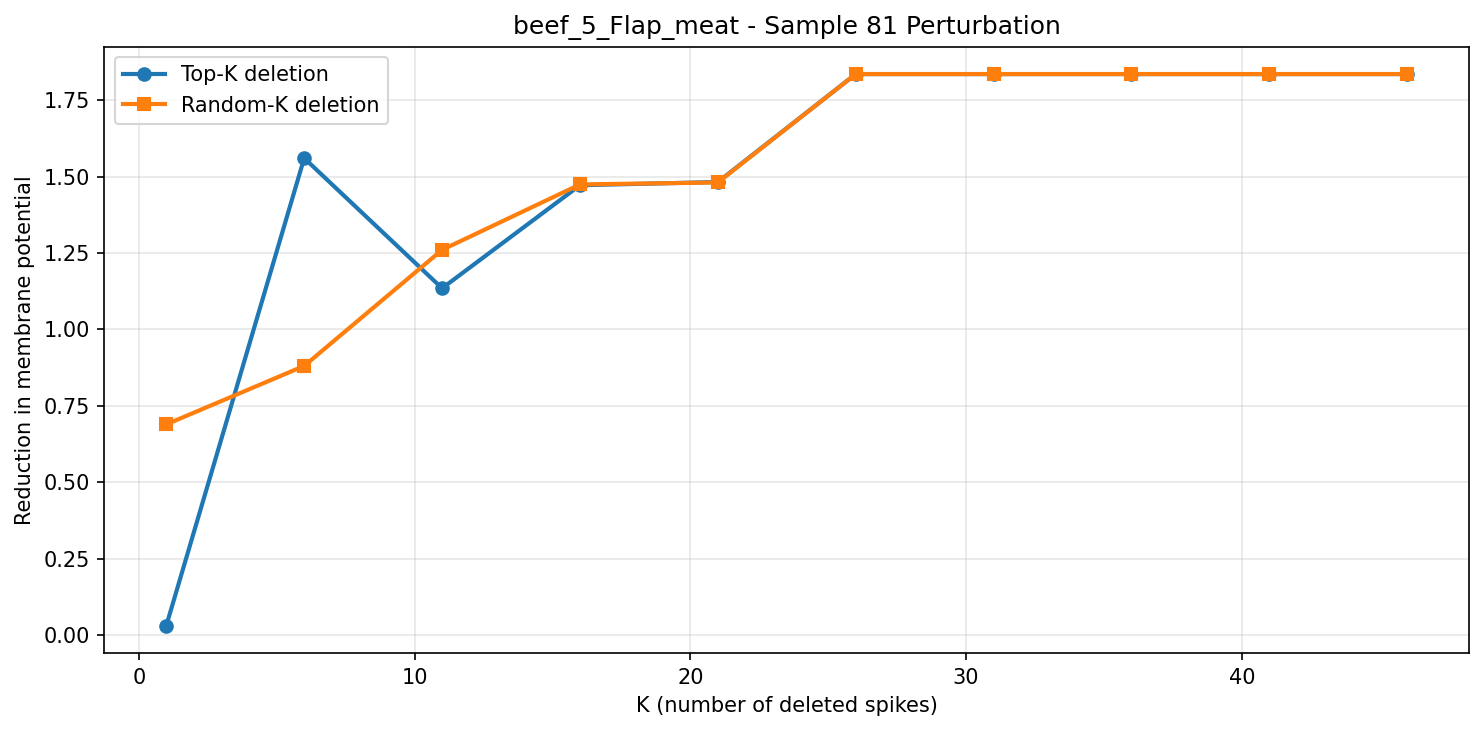 beef_5_Flap_meat - Sample 81 Perturbation
Top-K deletion
Random-K deletion
Reduction in membrane potential
1.75
1.50
1.25
1.00
0.75
0.50
0.25
0.00
0 10 20 30 40
K (number of deleted spikes)